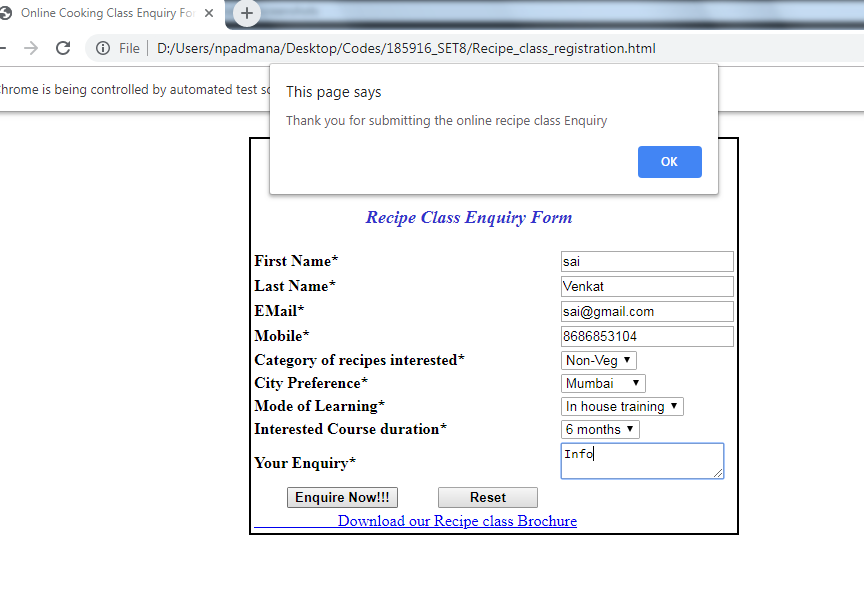 Online Cooking Class Enquiry Fo
File D:/Users/npadmana/Desktop/Codes/185916_SET8/Recipe_class_registration.html
hrome is being controlled by automated test
This page says
Thank you for submitting the online recipe class Enquiry
OK
Recipe Class Enquiry Form
First Name* sai
Last Name* Venkat
EMail* sai@gmail.com
Mobile* 8686853104
Category of recipes interested* Non-Veg
City Preference* Mumbai
Mode of Learning* In house training
Interested Course duration* 6 months
Your Enquiry* Info
Enquire Now!!! Reset
Download our Recipe class Brochure